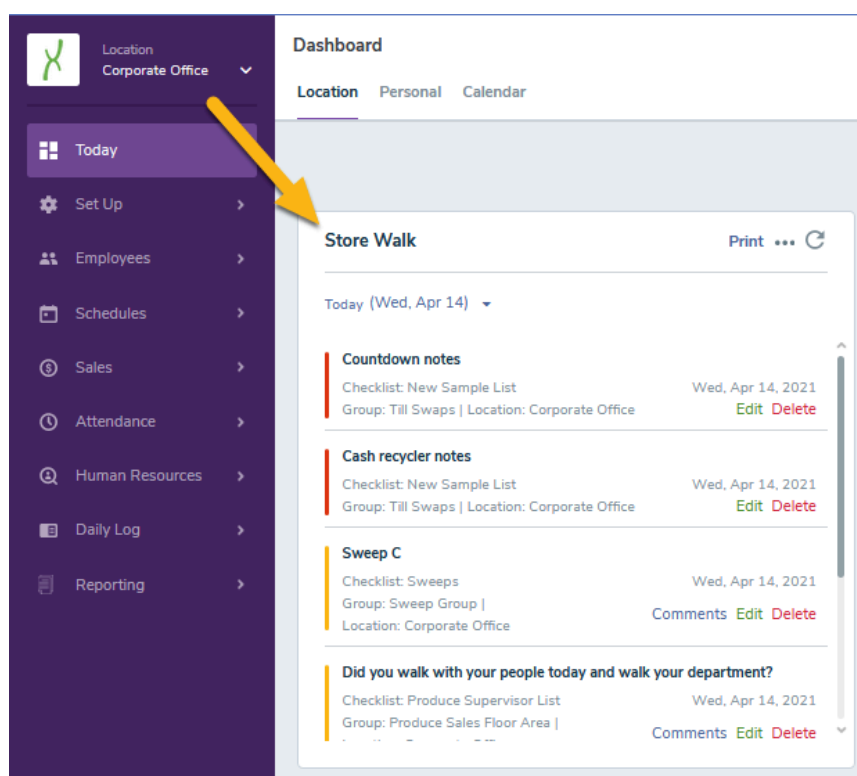 Location
Corporate Office
Today
Set Up
Employees
Schedules
Sales
Attendance
Human Resources
Daily Log
Reporting
Dashboard
Location Personal Calendar
Store Walk Print
Today (Wed, Apr 14)
Countdown notes
Checklist: New Sample List Wed, Apr 14, 2021
Group: Till Swaps | Location: Corporate Office Edit Delete
Cash recycler notes
Checklist: New Sample List Wed, Apr 14, 2021
Group: Till Swaps | Location: Corporate Office Edit Delete
Sweep C
Checklist: Sweeps Wed, Apr 14, 2021
Group: Sweep Group |
Location: Corporate Office Comments Edit Delete
Did you walk with your people today and walk your department?
Checklist: Produce Supervisor List Wed, Apr 14, 2021
Group: Produce Sales Floor Area |
Comments Edit Delete